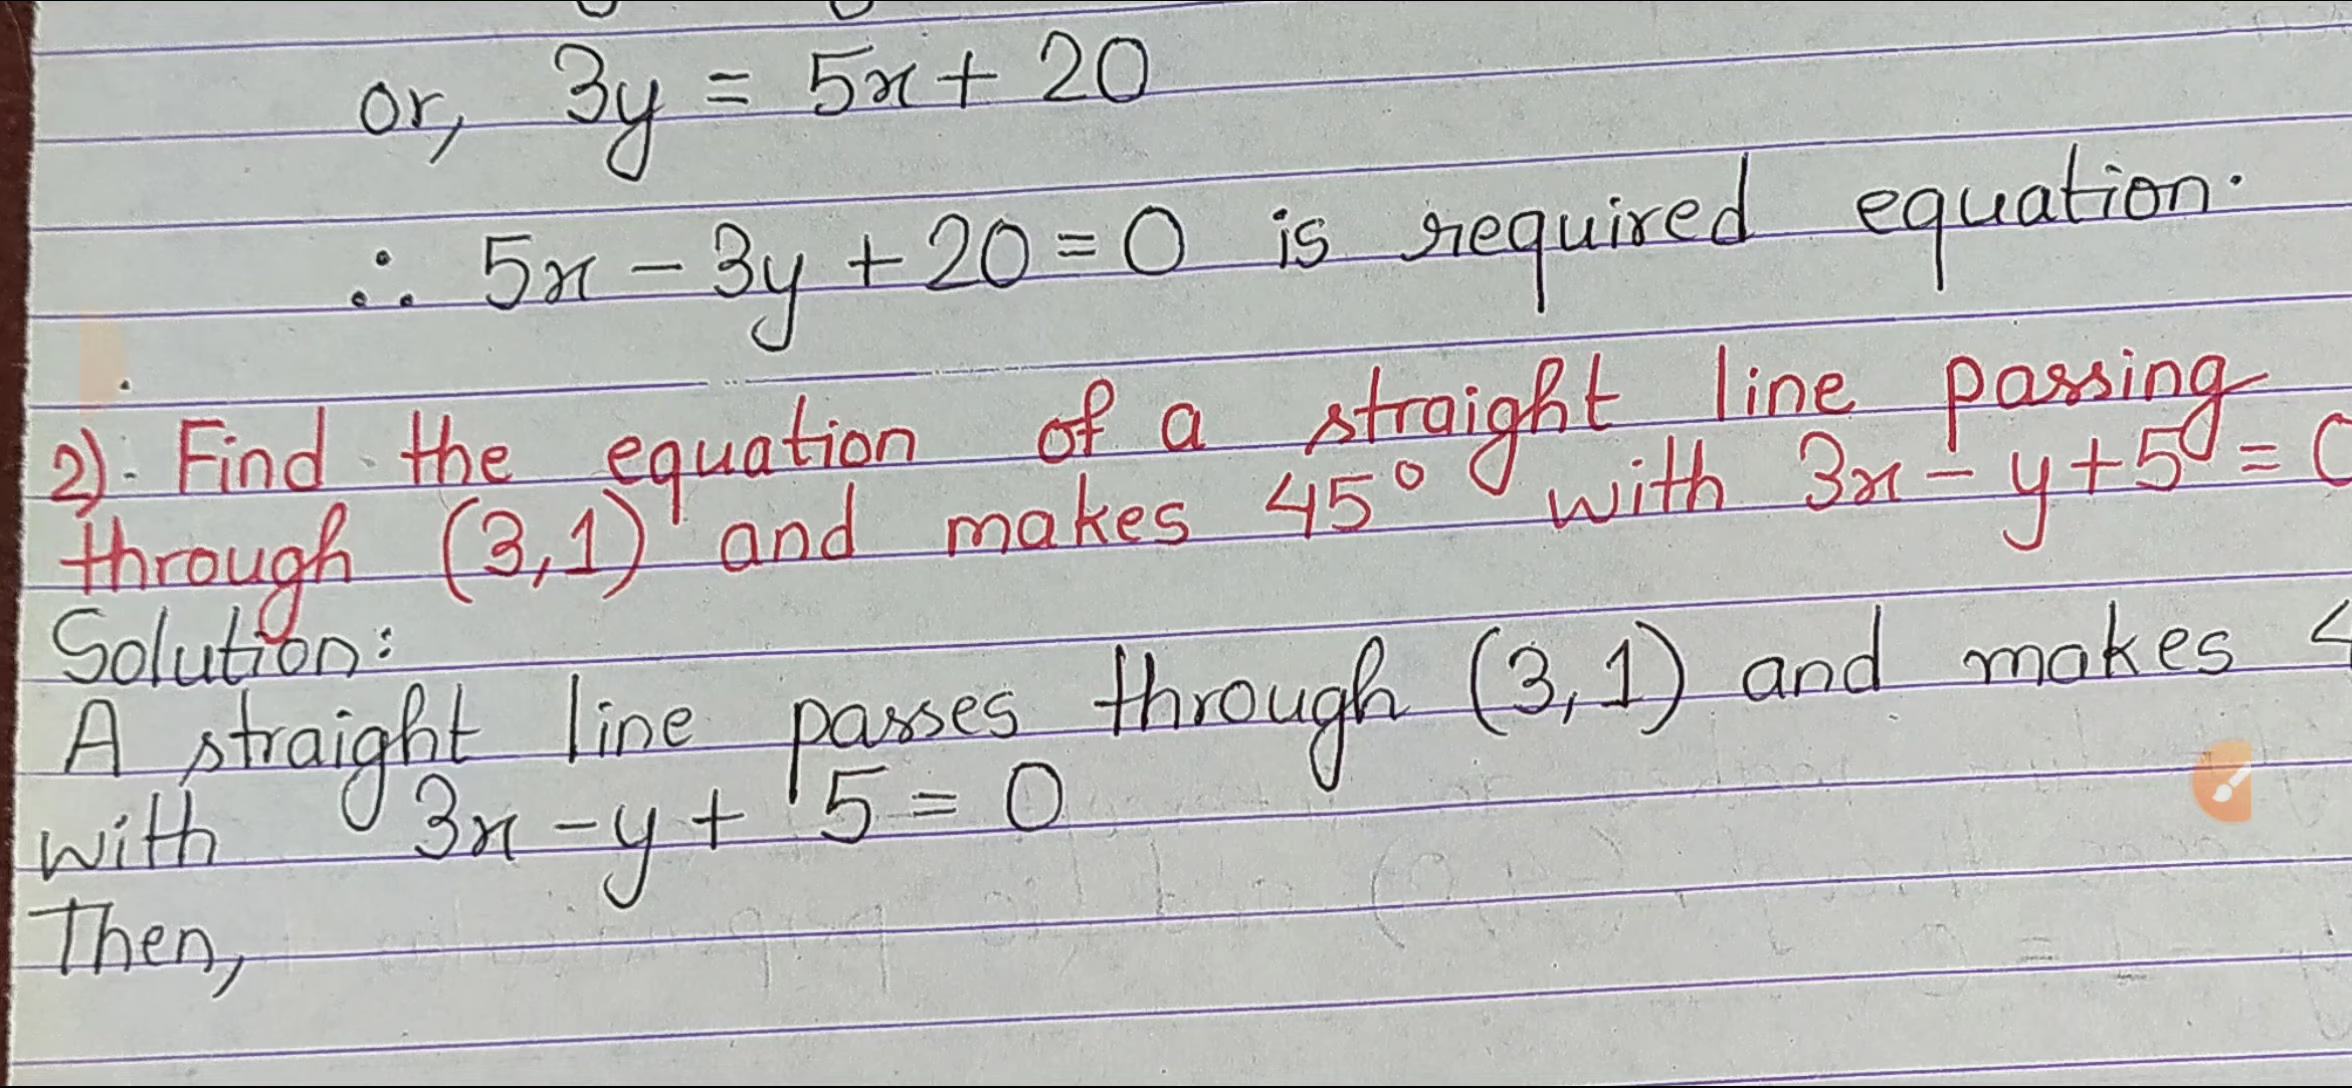 or, 3y = 5x + 20
∴ 5x - 3y + 20 = 0 is required equation.
2). Find the equation of a straight line passing
through (3,1) and makes 45° with 3x - y + 5 = 0
Solution:
A straight line passes through (3,1) and makes
with 3x - y + 5 = 0
Then,